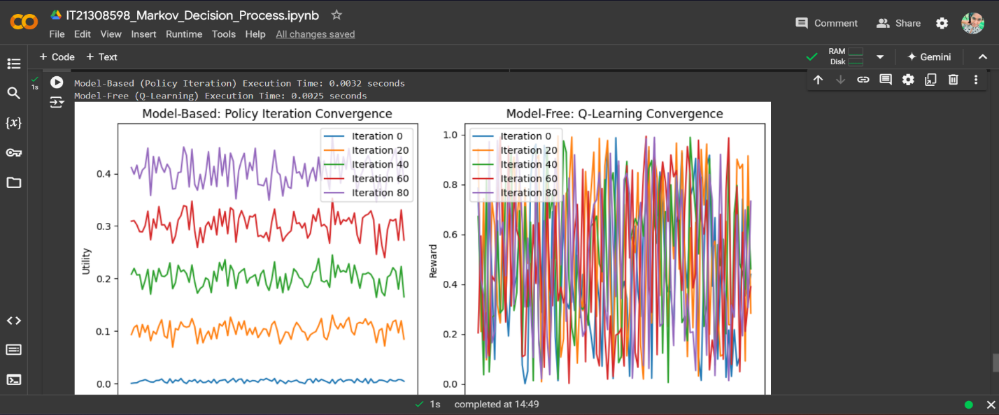 IT21308598_Markov_Decision_Process.ipynb
File Edit View Insert Runtime Tools Help All changes saved
Comment
Share
+ Code + Text
RAM
Disk
Gemini
1s
Model-Based (Policy Iteration) Execution Time: 0.0032 seconds
Model-Free (Q-Learning) Execution Time: 0.0025 seconds
{x}
Model-Based: Policy Iteration Convergence
Utility
0.4
0.3
0.2
0.1
0.0
Iteration 0
Iteration 20
Iteration 40
Iteration 60
Iteration 80
Model-Free: Q-Learning Convergence
Reward
1.0
0.8
0.6
0.4
0.2
0.0
Iteration 0
Iteration 20
Iteration 40
Iteration 60
Iteration 80
1s completed at 14:49